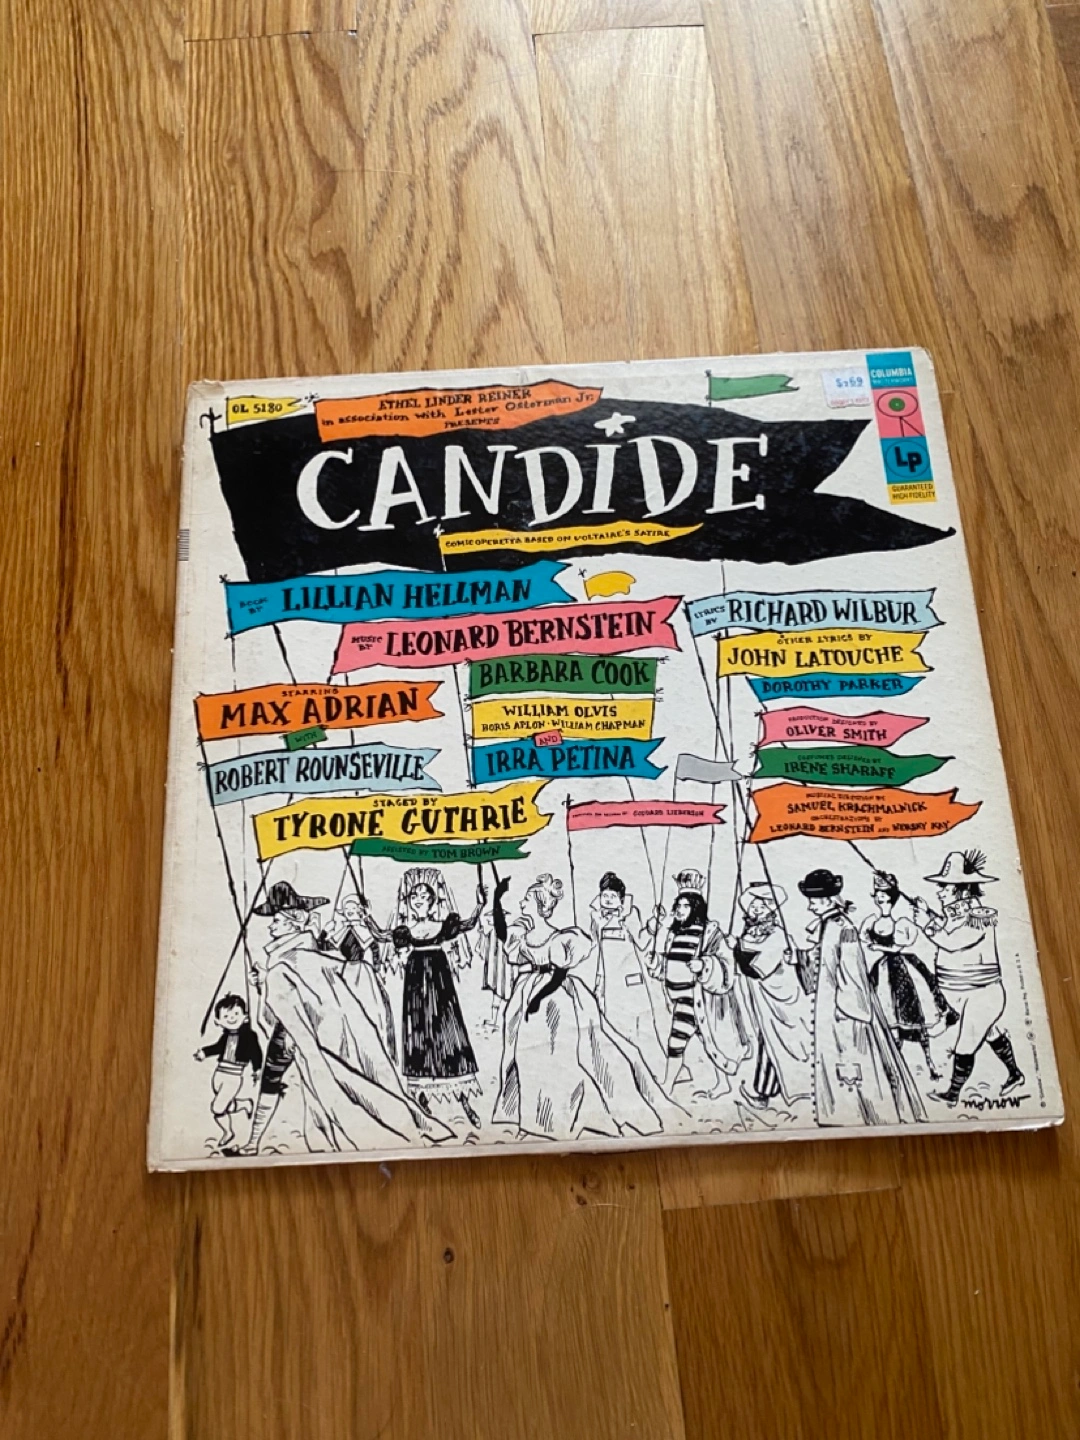 OL 5180
ETHEL LINDER REINER
in association with Lester Osterman Jr.
PRESENTS
CANDIDE
COMIC OPERETTA BASED ON VOLTAIRE'S SATIRE
COLUMBIA
Lp
GUARANTEED
HIGH FIDELITY
BOOK BY LILLIAN HELLMAN
MUSIC BY LEONARD BERNSTEIN
LYRICS BY RICHARD WILBUR
OTHER LYRICS BY
JOHN LATOUCHE
DOROTHY PARKER
STARRING
MAX ADRIAN
WITH
ROBERT ROUNSEVILLE
BARBARA COOK
WILLIAM OLVIS
BORIS APLON · WILLIAM CHAPMAN
AND
IRRA PETINA
PRODUCTION DESIGNED BY
OLIVER SMITH
COSTUMES DESIGNED BY
IRENE SHARAFF
MUSICAL DIRECTION BY
SAMUEL KRACHMALNICK
ORCHESTRATIONS BY
LEONARD BERNSTEIN AND HERSHY KAY
STAGED BY
TYRONE GUTHRIE
ASSISTED BY TOM BROWN
GODDARD LIEBERSON
morrow